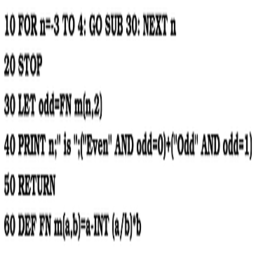 10 FOR n=-3 TO 4: GO SUB 30: NEXT n
20 STOP
30 LET odd=FN m(n,2)
40 PRINT n;" is ";("Even" AND odd=0)+("Odd" AND odd=1)
50 RETURN
60 DEF FN m(a,b)=a-INT (a/b)*b